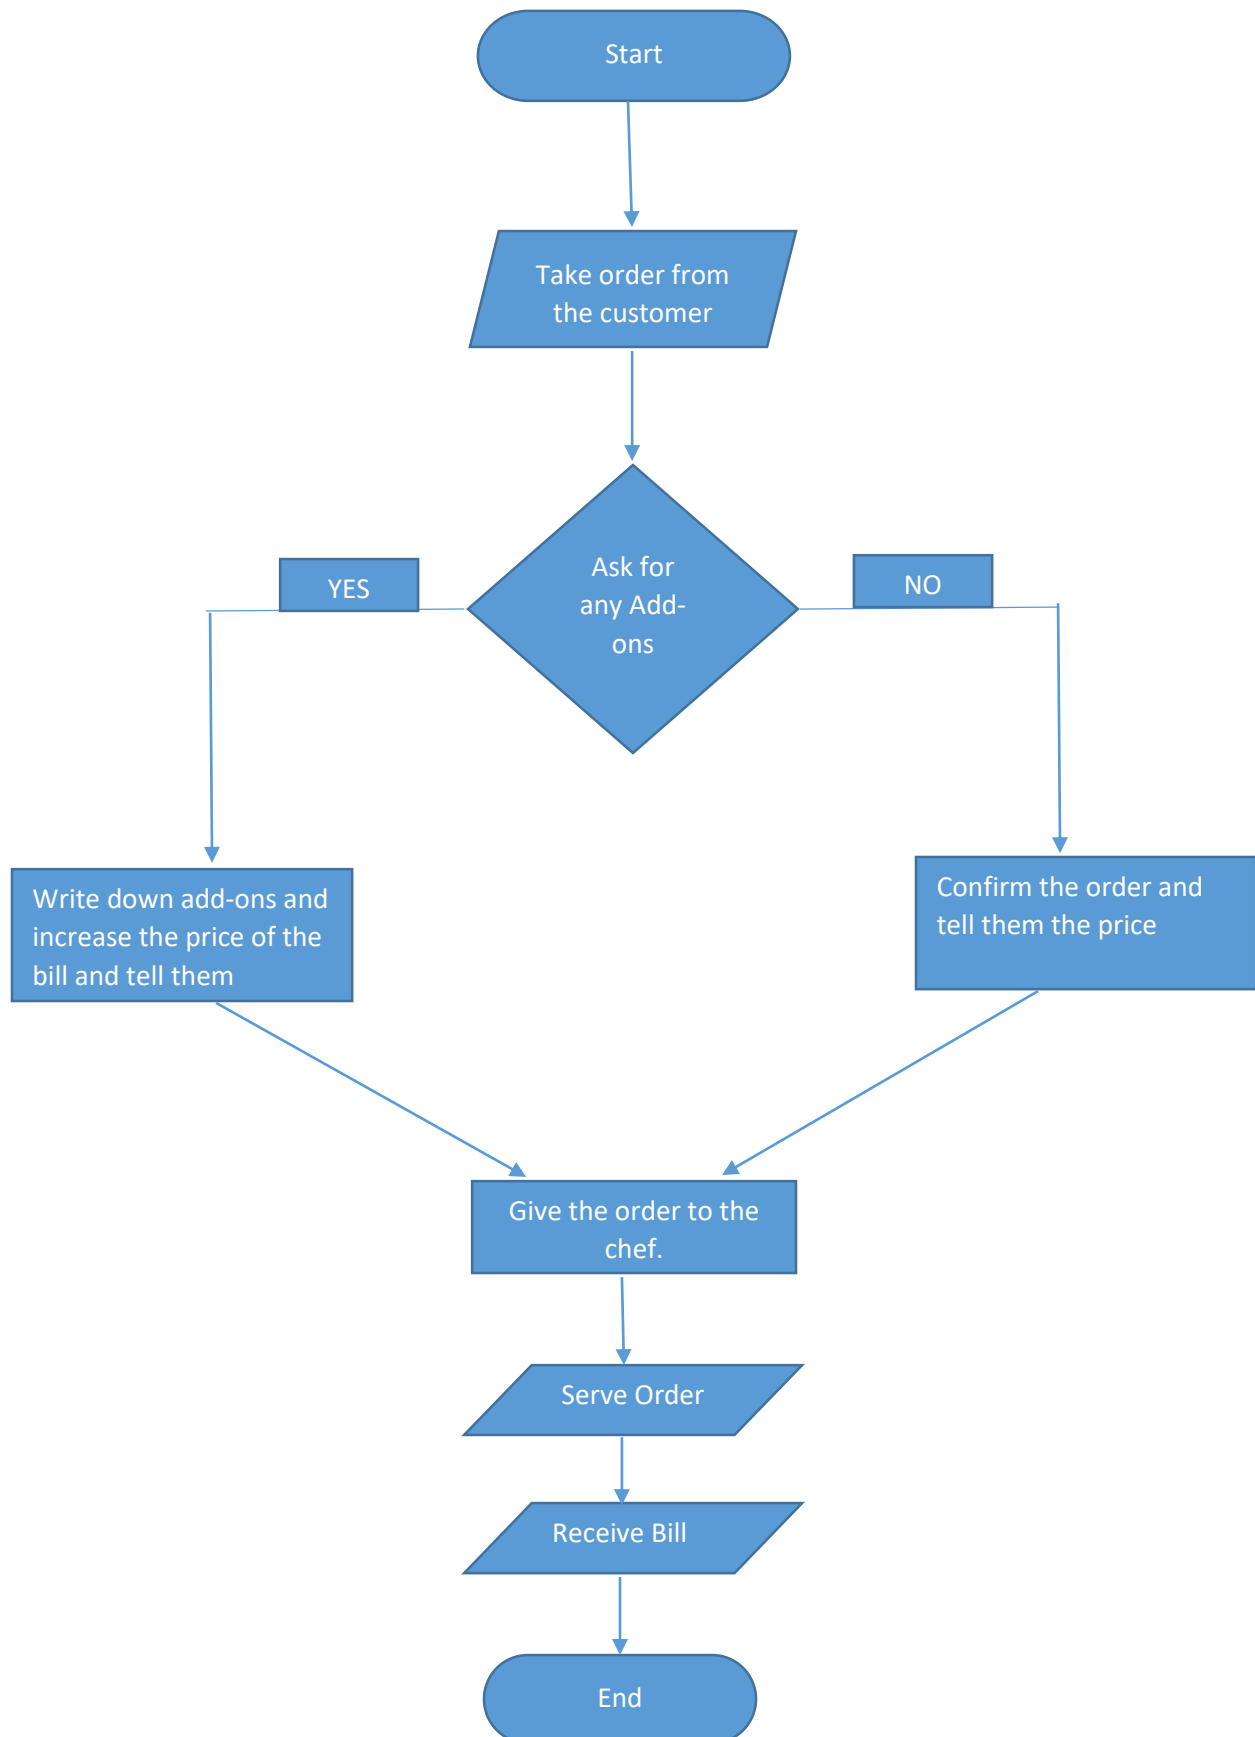 Start
Take order from
the customer
Ask for
any Add-
ons
YES
NO
Write down add-ons and
increase the price of the
bill and tell them
Confirm the order and
tell them the price
Give the order to the
chef.
Serve Order
Receive Bill
End